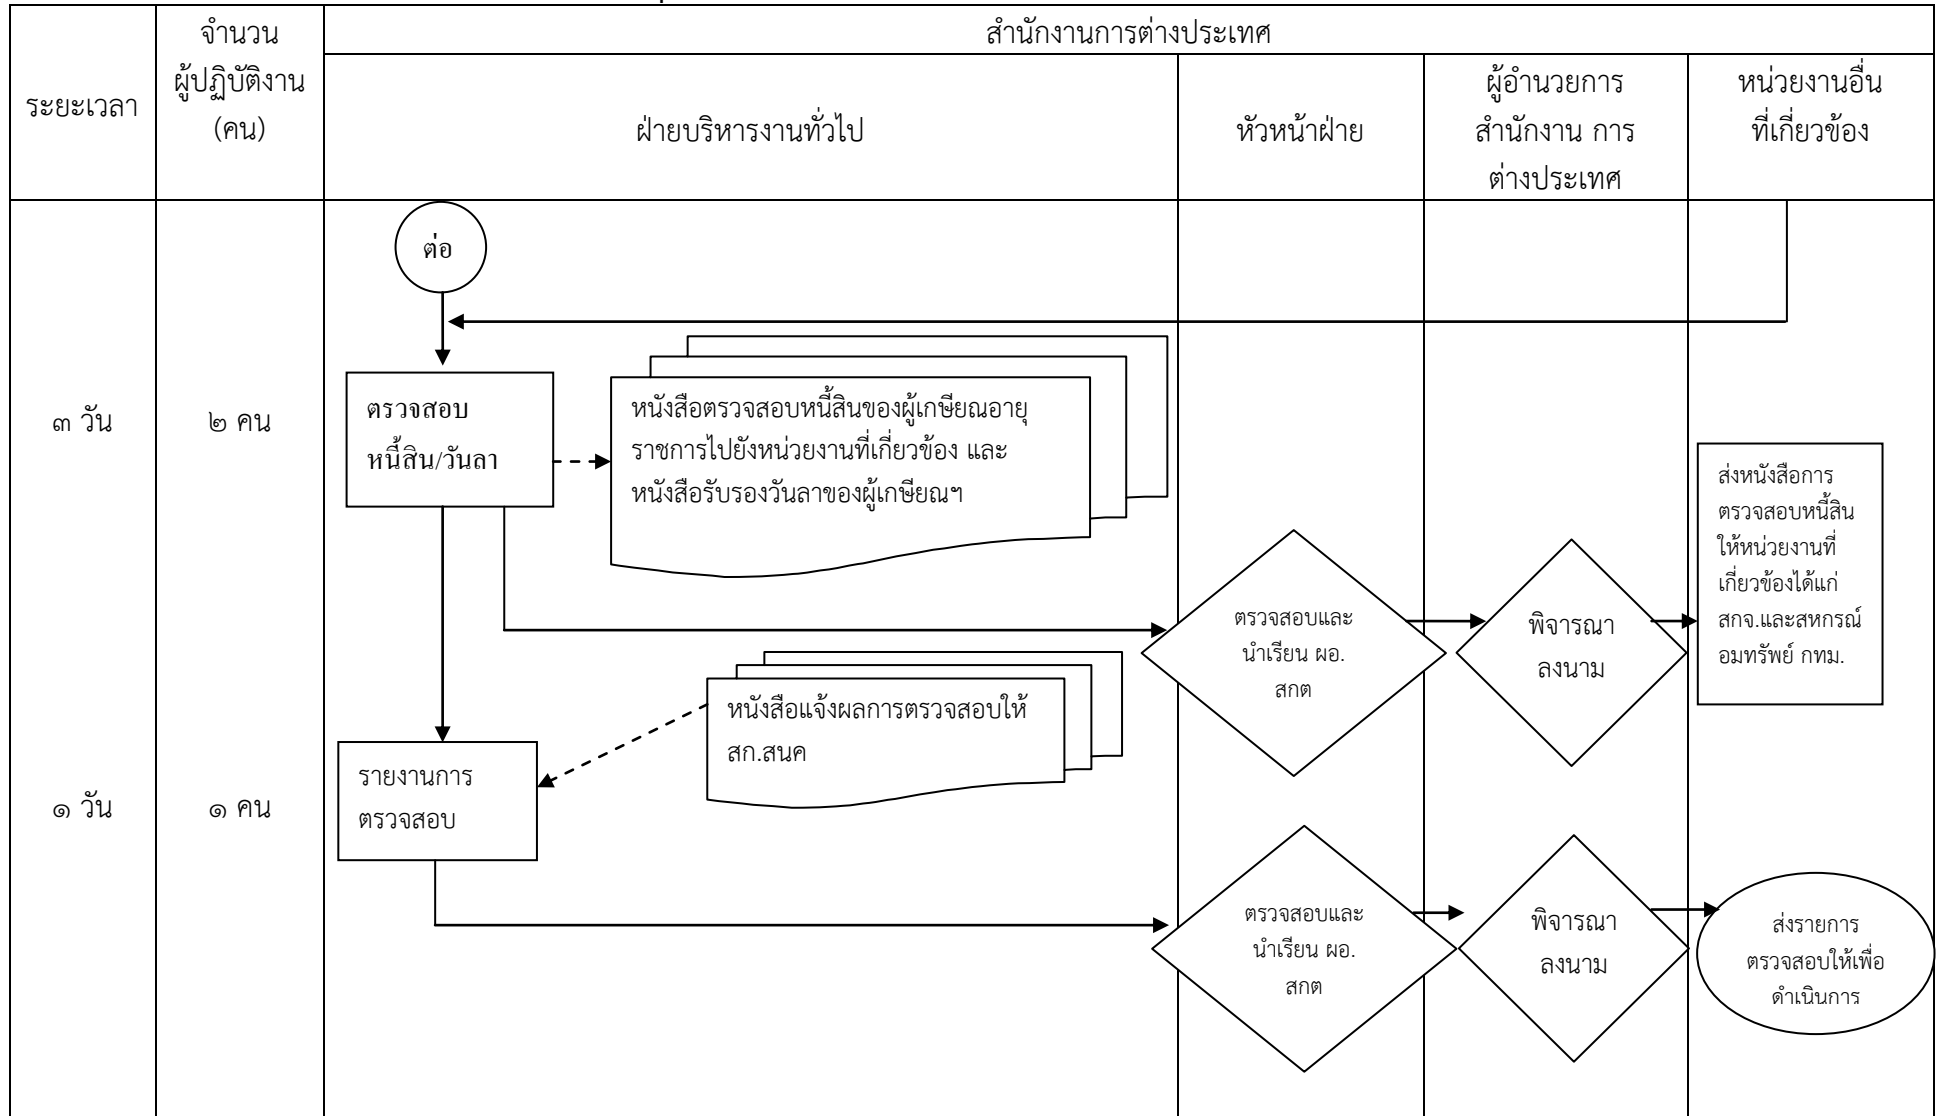 ระยะเวลา
จำนวน
ผู้ปฏิบัติงาน
(คน)
สำนักงานการต่างประเทศ
ฝ่ายบริหารงานทั่วไป
หัวหน้าฝ่าย
ผู้อำนวยการ
สำนักงาน การ
ต่างประเทศ
หน่วยงานอื่น
ที่เกี่ยวข้อง
ต่อ
๓ วัน
๒ คน
ตรวจสอบ
หนี้สิน/วันลา
หนังสือตรวจสอบหนี้สินของผู้เกษียณอายุ
ราชการไปยังหน่วยงานที่เกี่ยวข้อง และ
หนังสือรับรองวันลาของผู้เกษียณฯ
ตรวจสอบและ
นำเรียน ผอ.
สกต
พิจารณา
ลงนาม
ส่งหนังสือการ
ตรวจสอบหนี้สิน
ให้หน่วยงานที่
เกี่ยวข้องได้แก่
สกจ.และสหกรณ์
อมทรัพย์ กทม.
๑ วัน
๑ คน
รายงานการ
ตรวจสอบ
หนังสือแจ้งผลการตรวจสอบให้
สก.สนค
ตรวจสอบและ
นำเรียน ผอ.
สกต
พิจารณา
ลงนาม
ส่งรายการ
ตรวจสอบให้เพื่อ
ดำเนินการ